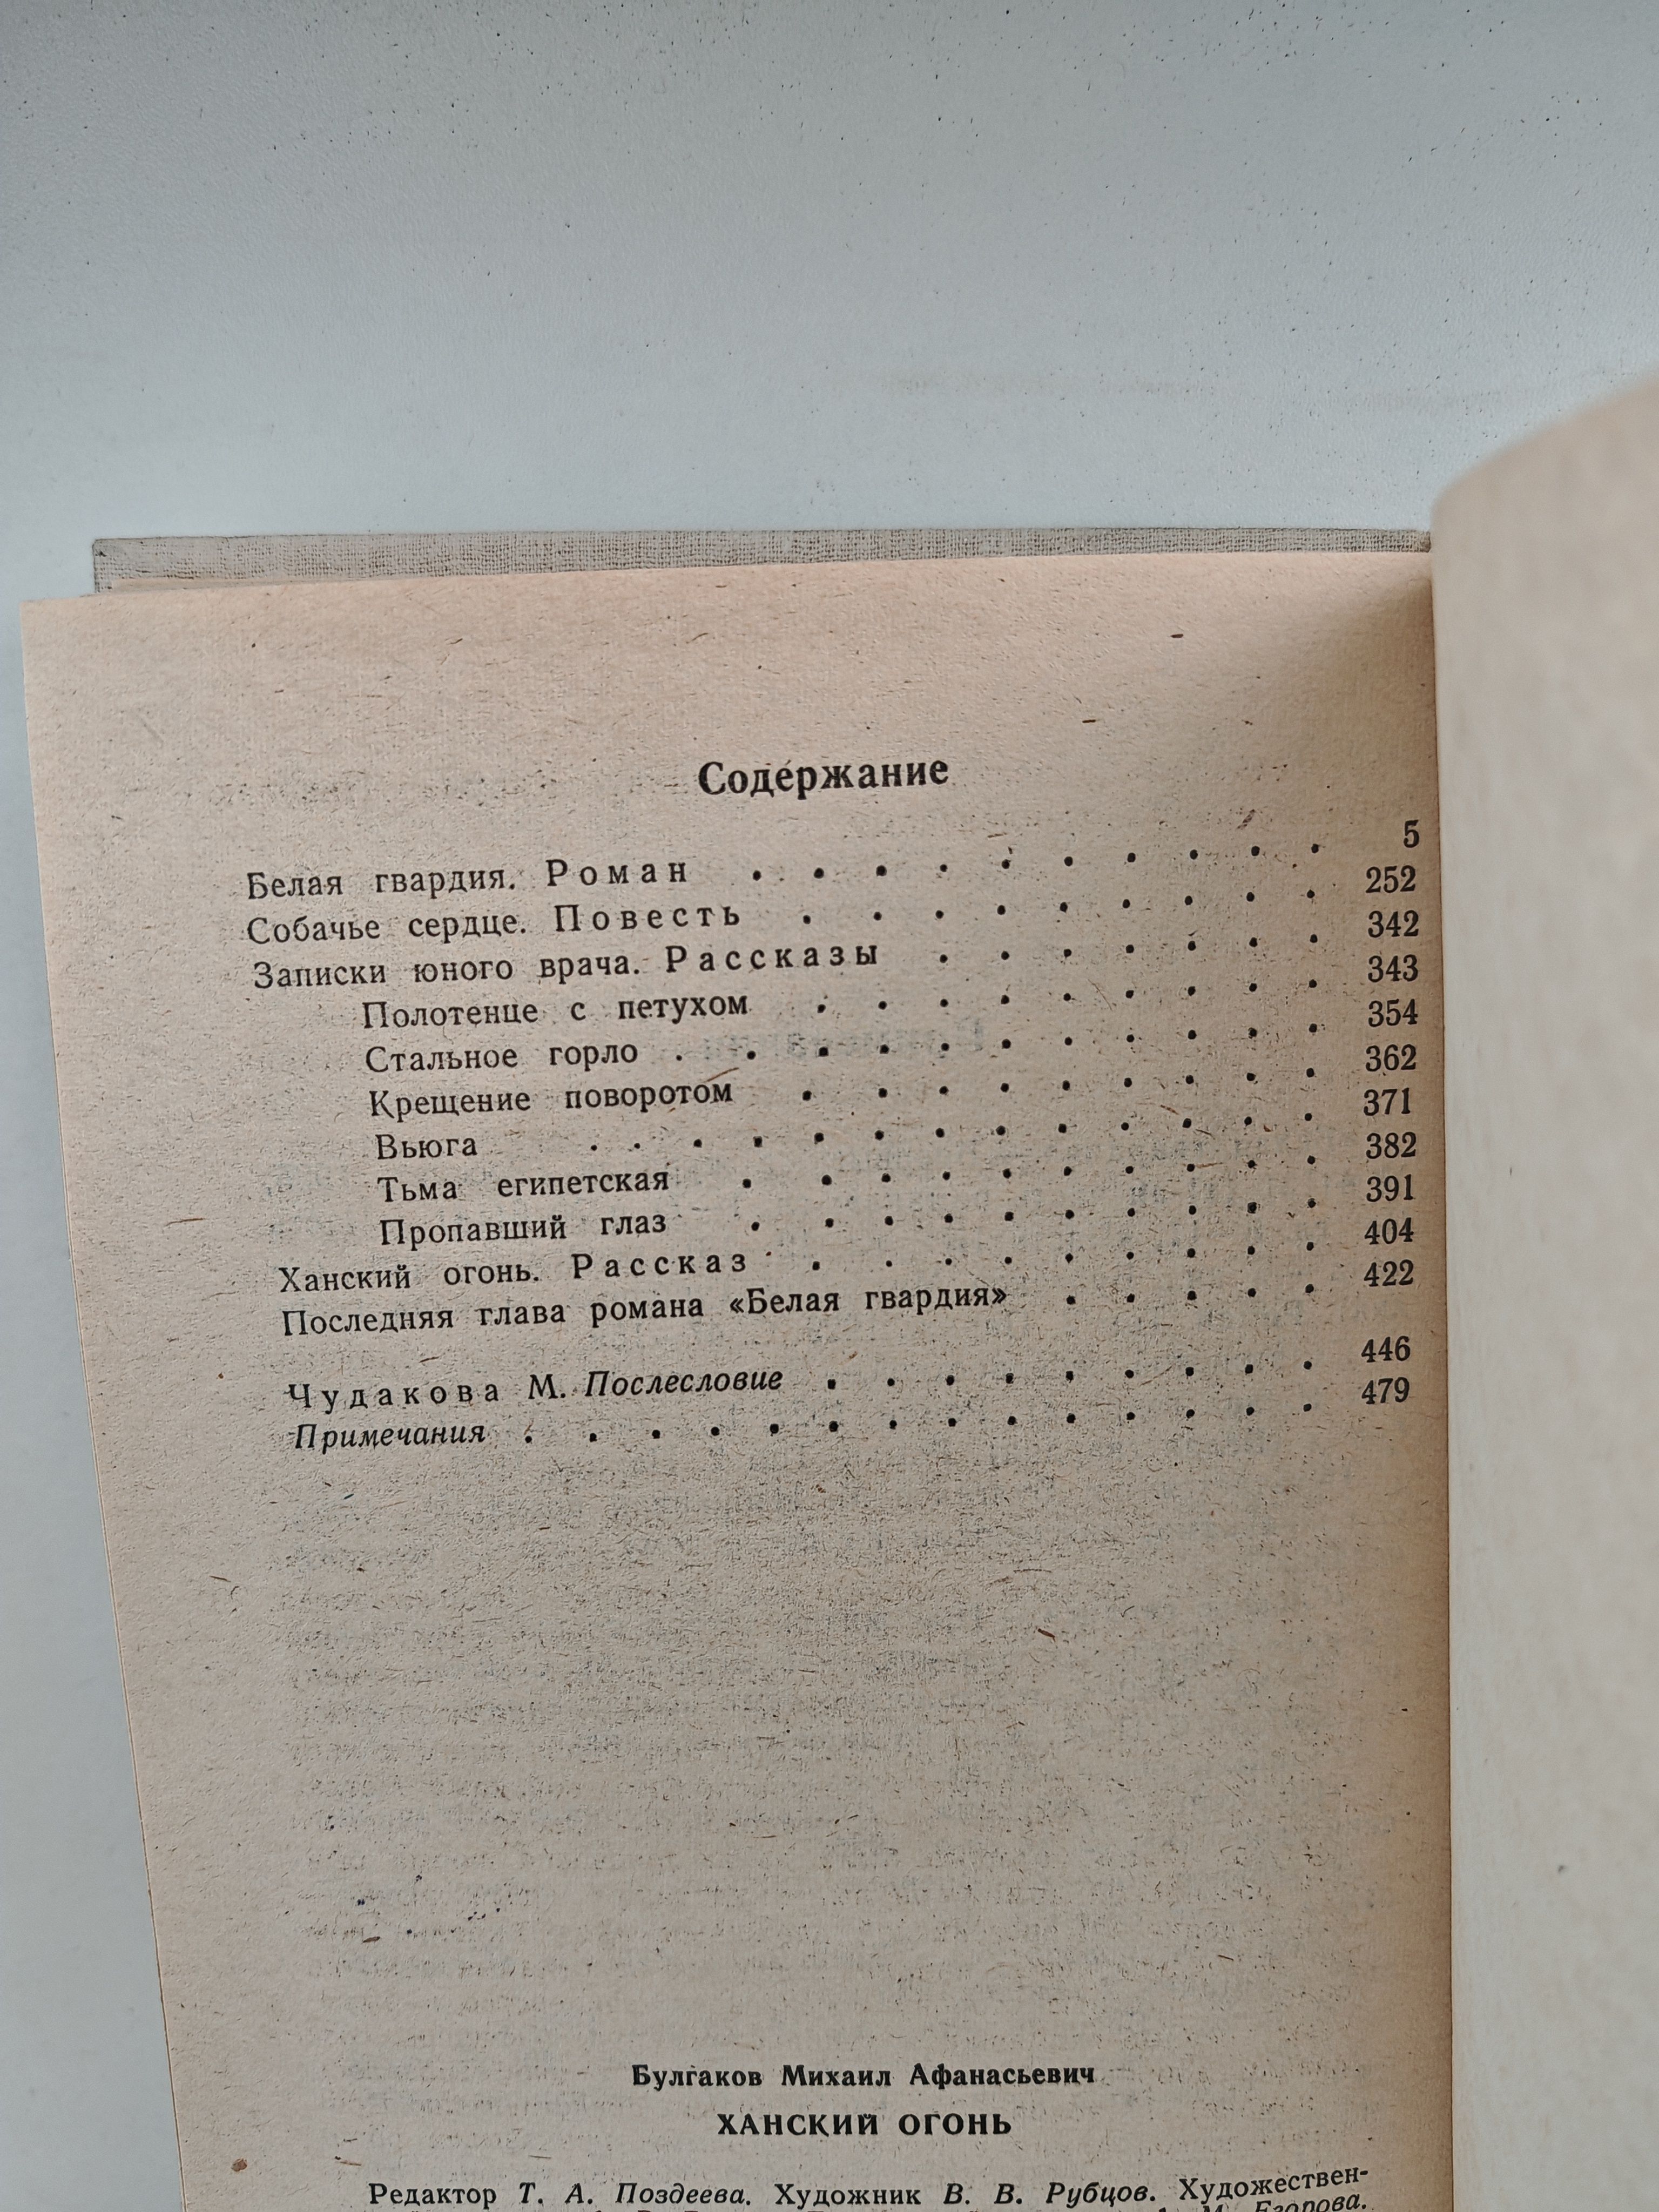 Содержание
Белая гвардия. Роман . . . . . . . . . . 5
Собачье сердце. Повесть . . . . . . . . . 252
Записки юного врача. Рассказы . . . . . . . 342
Полотенце с петухом . . . . . . . . . 343
Стальное горло . . . . . . . . . . . 354
Крещение поворотом . . . . . . . . . 362
Вьюга . . . . . . . . . . . . . 371
Тьма египетская . . . . . . . . . . 382
Пропавший глаз . . . . . . . . . . 391
Ханский огонь. Рассказ . . . . . . . . . 404
Последняя глава романа «Белая гвардия» . . . . . 422
Чудакова М. Послесловие . . . . . . . . . 446
Примечания . . . . . . . . . . . . . . 479
Булгаков Михаил Афанасьевич
ХАНСКИЙ ОГОНЬ
Редактор Т. А. Поздеева. Художник В. В. Рубцов. Художествен-
М. Егорова.